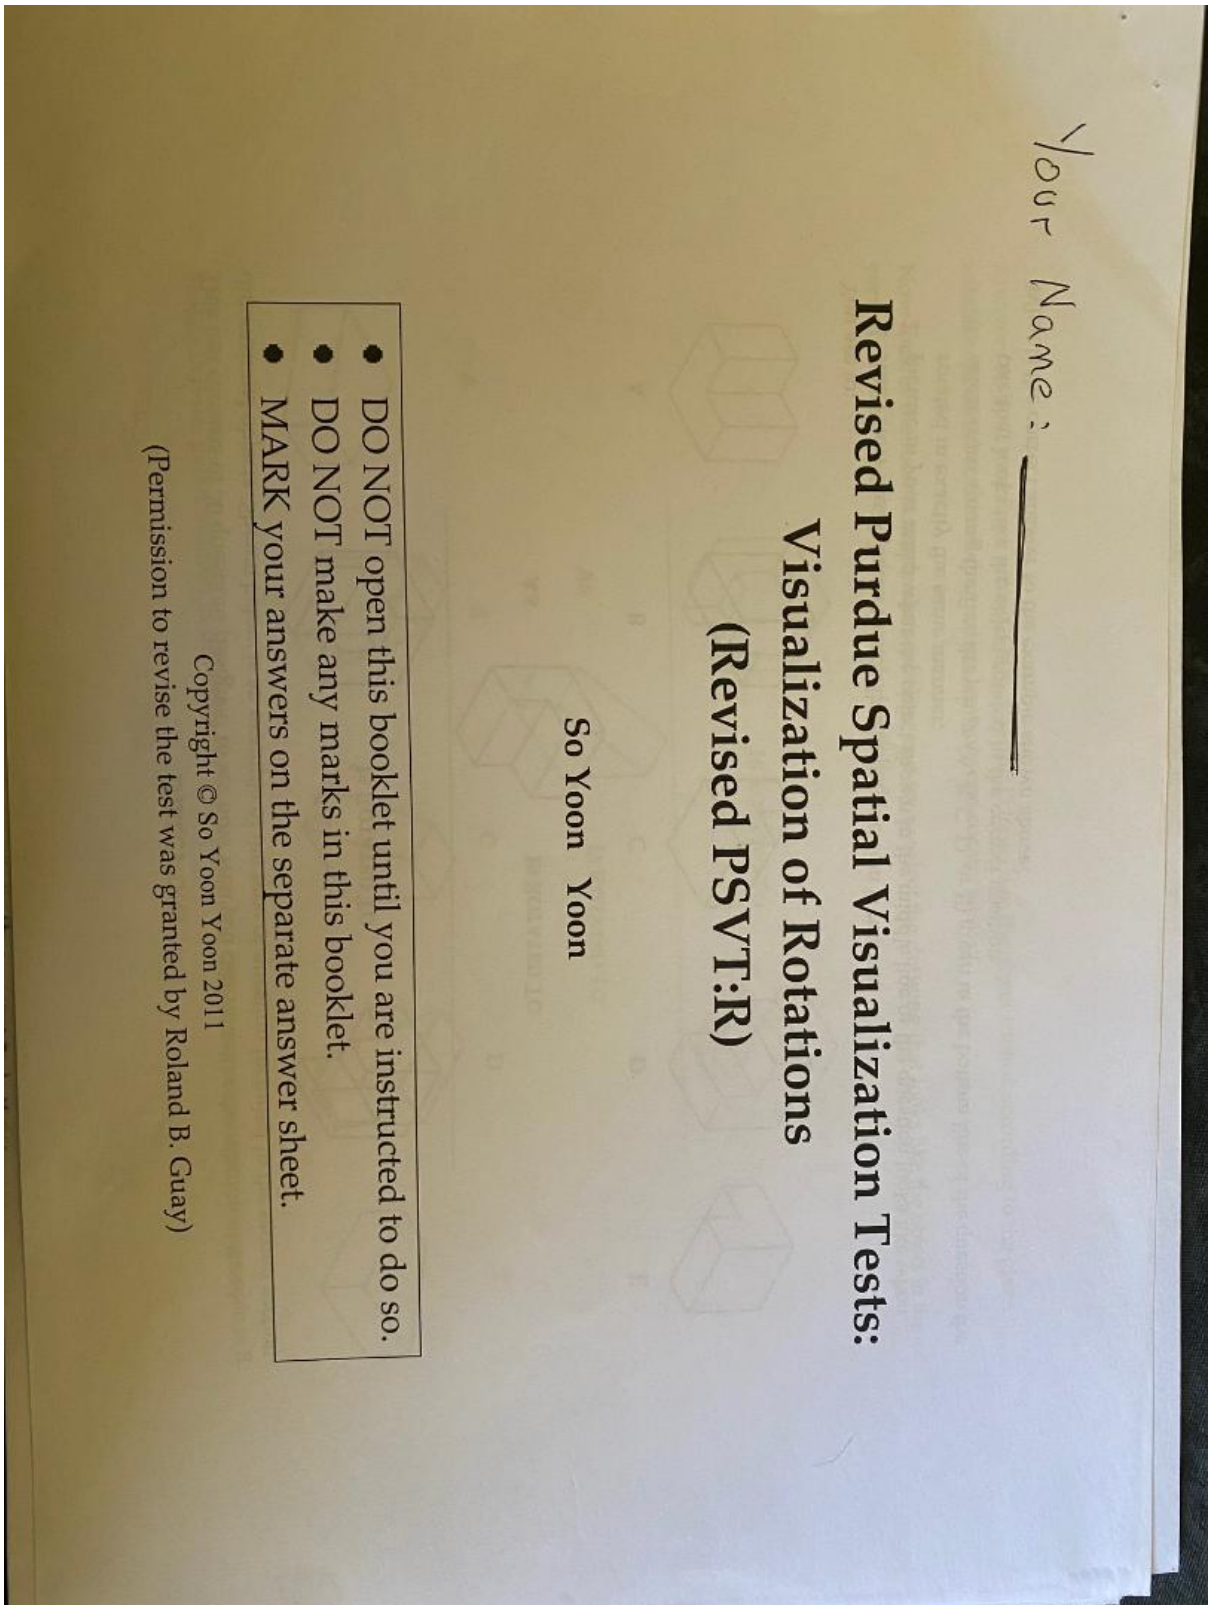 Your Name:
Revised Purdue Spatial Visualization Tests:
Visualization of Rotations
(Revised PSVT:R)
So Yoon Yoon
● DO NOT open this booklet until you are instructed to do so.
● DO NOT make any marks in this booklet.
● MARK your answers on the separate answer sheet.
Copyright © So Yoon Yoon 2011
(Permission to revise the test was granted by Roland B. Guay)